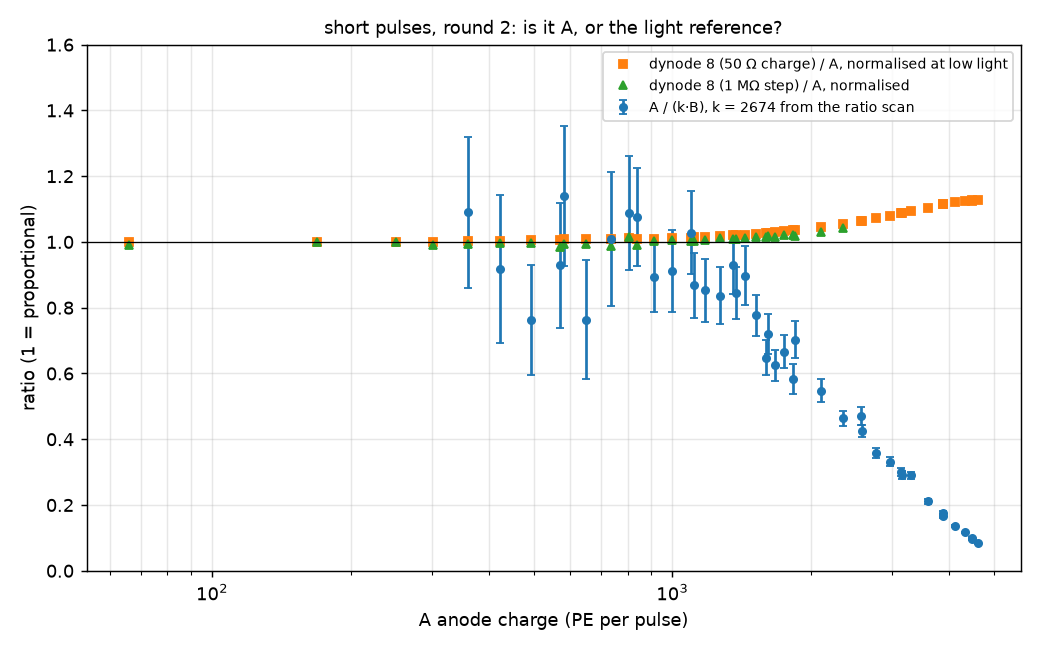 short pulses, round 2: is it A, or the light reference?
dynode 8 (50 Ω charge) / A, normalised at low light
dynode 8 (1 MΩ step) / A, normalised
A / (k·B), k = 2674 from the ratio scan
ratio (1 = proportional)
1.6
1.4
1.2
1.0
0.8
0.6
0.4
0.2
0.0
10² 10³
A anode charge (PE per pulse)